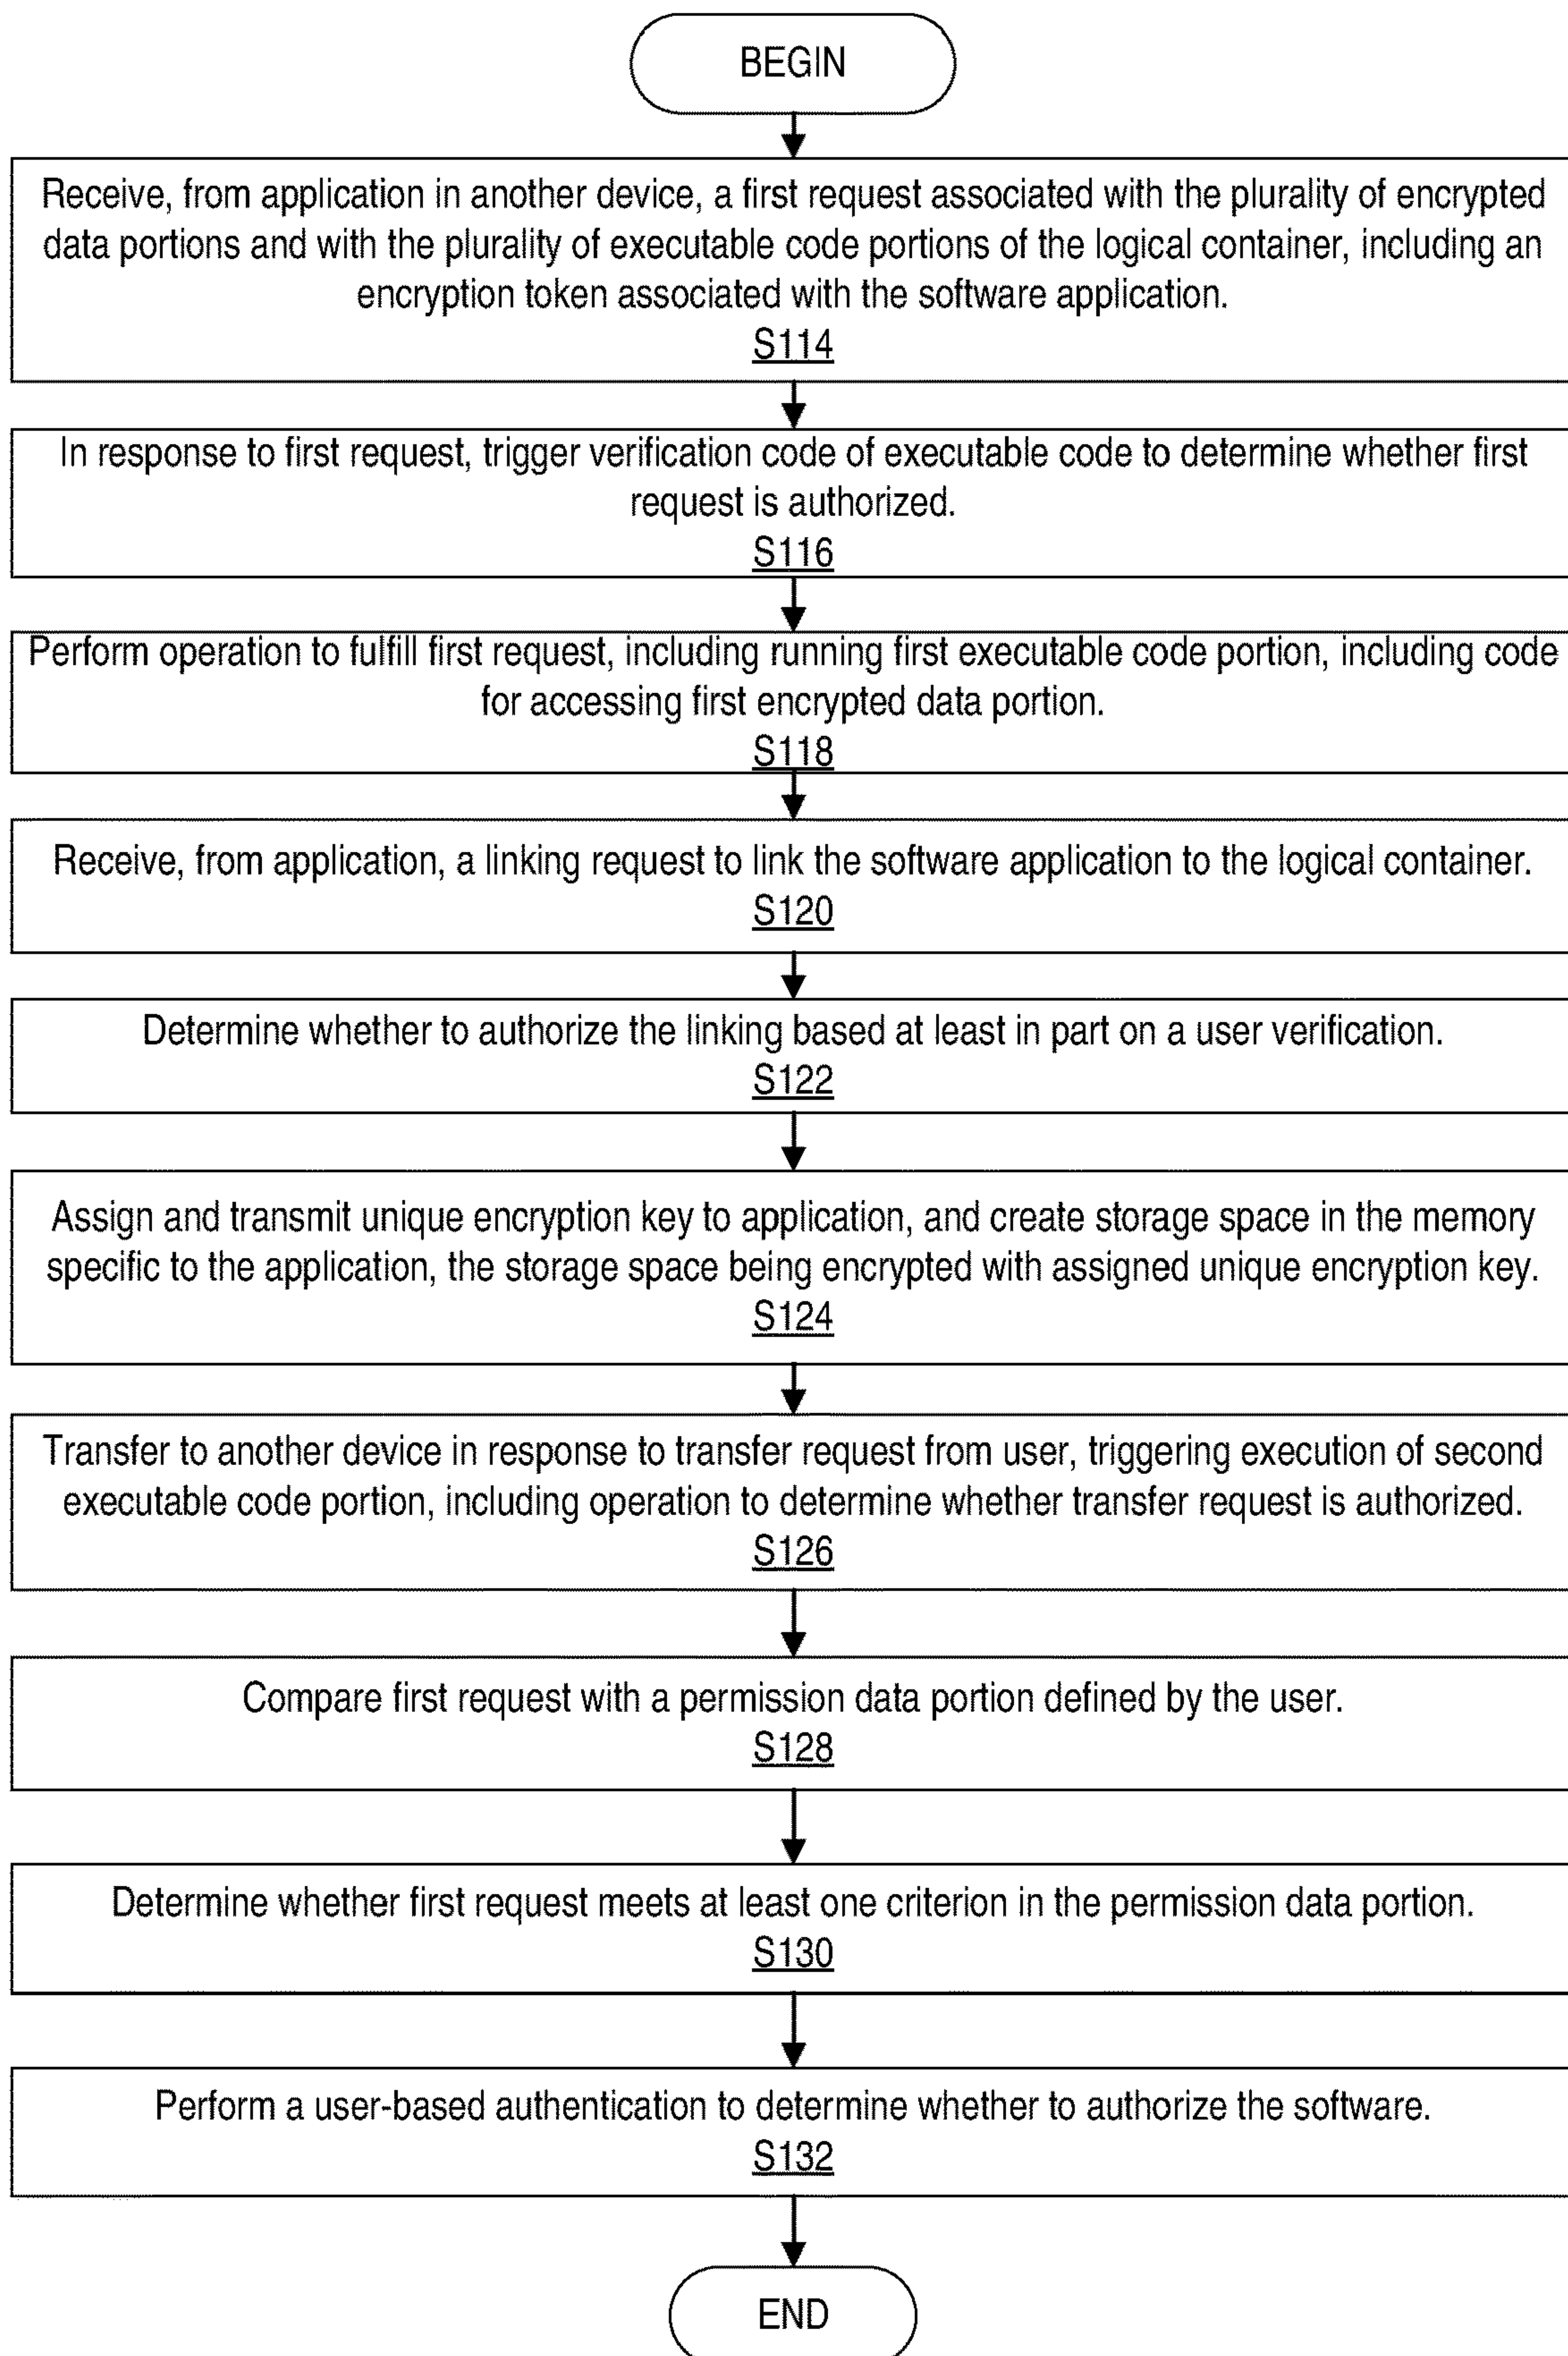 BEGIN
Receive, from application in another device, a first request associated with the plurality of encrypted
data portions and with the plurality of executable code portions of the logical container, including an
encryption token associated with the software application.
S114
In response to first request, trigger verification code of executable code to determine whether first
request is authorized.
S116
Perform operation to fulfill first request, including running first executable code portion, including code
for accessing first encrypted data portion.
S118
Receive, from application, a linking request to link the software application to the logical container.
S120
Determine whether to authorize the linking based at least in part on a user verification.
S122
Assign and transmit unique encryption key to application, and create storage space in the memory
specific to the application, the storage space being encrypted with assigned unique encryption key.
S124
Transfer to another device in response to transfer request from user, triggering execution of second
executable code portion, including operation to determine whether transfer request is authorized.
S126
Compare first request with a permission data portion defined by the user.
S128
Determine whether first request meets at least one criterion in the permission data portion.
S130
Perform a user-based authentication to determine whether to authorize the software.
S132
END